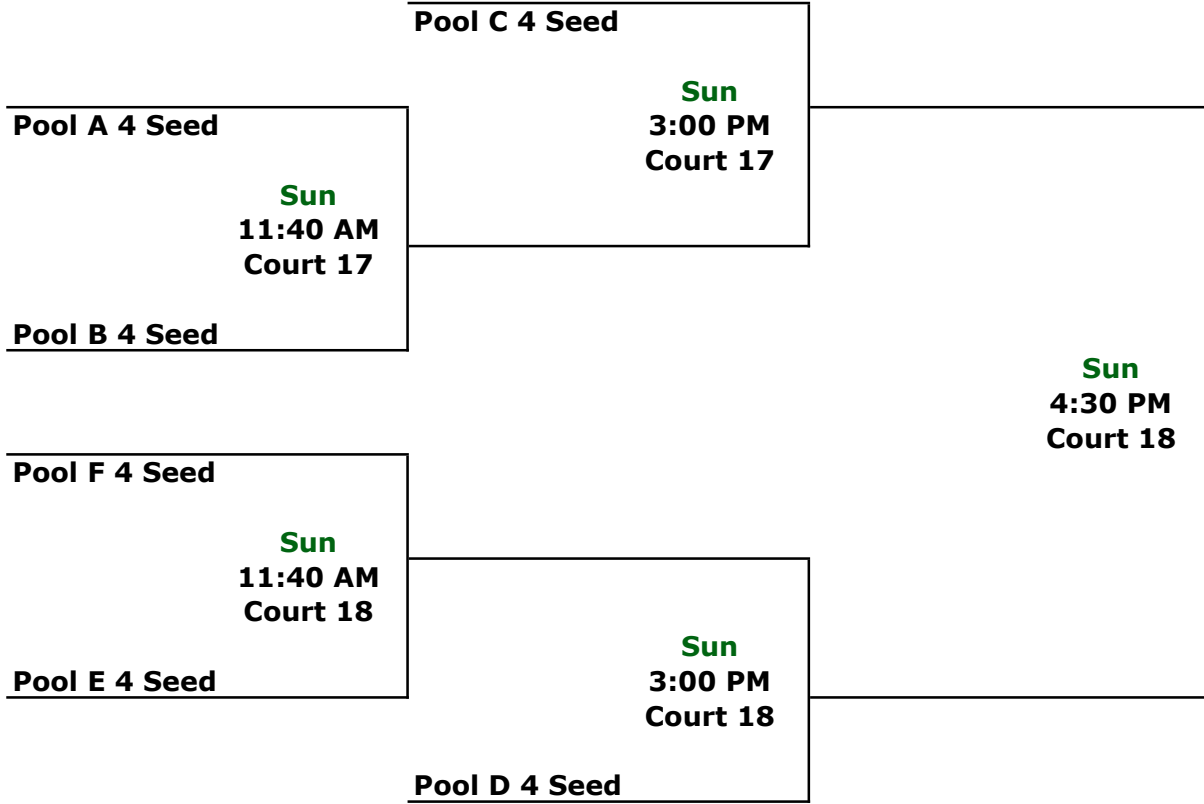 Pool C 4 Seed
Sun
3:00 PM
Court 17
Pool A 4 Seed
Sun
11:40 AM
Court 17
Pool B 4 Seed
Sun
4:30 PM
Court 18
Pool F 4 Seed
Sun
11:40 AM
Court 18
Pool E 4 Seed
Sun
3:00 PM
Court 18
Pool D 4 Seed